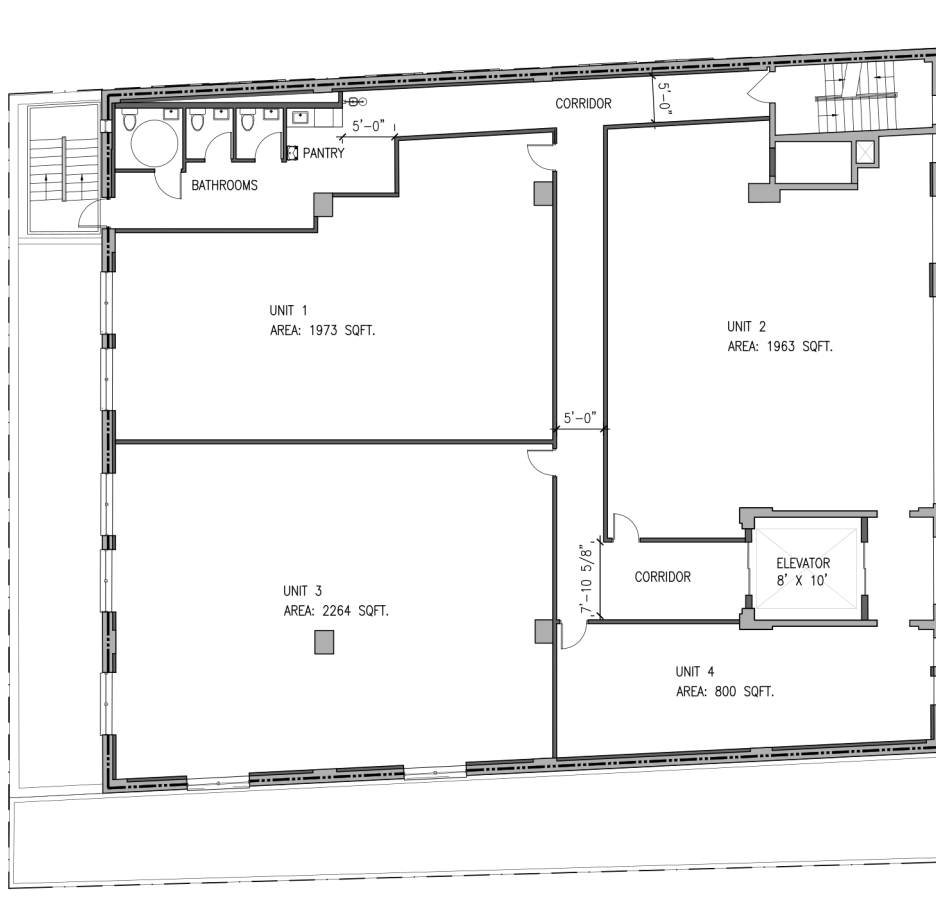 CORRIDOR
5'-0"
5'-0"
PANTRY
BATHROOMS
UNIT 1
AREA: 1973 SQFT.
UNIT 2
AREA: 1963 SQFT.
5'-0"
7'-10 5/8"
CORRIDOR
ELEVATOR
8' X 10'
UNIT 3
AREA: 2264 SQFT.
UNIT 4
AREA: 800 SQFT.